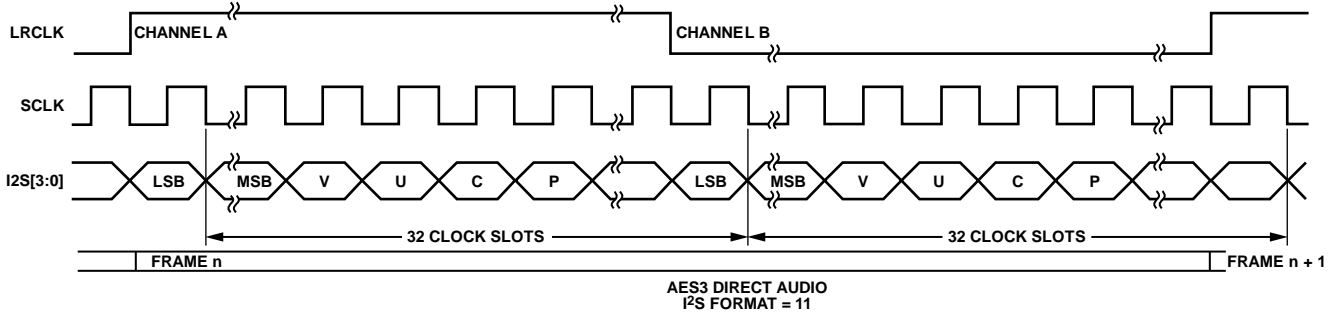 LRCLK
CHANNEL A
CHANNEL B
SCLK
I2S[3:0]
LSB
MSB
V
U
C
P
LSB
MSB
V
U
C
P
32 CLOCK SLOTS
32 CLOCK SLOTS
FRAME n
FRAME n + 1
AES3 DIRECT AUDIO
I²S FORMAT = 11